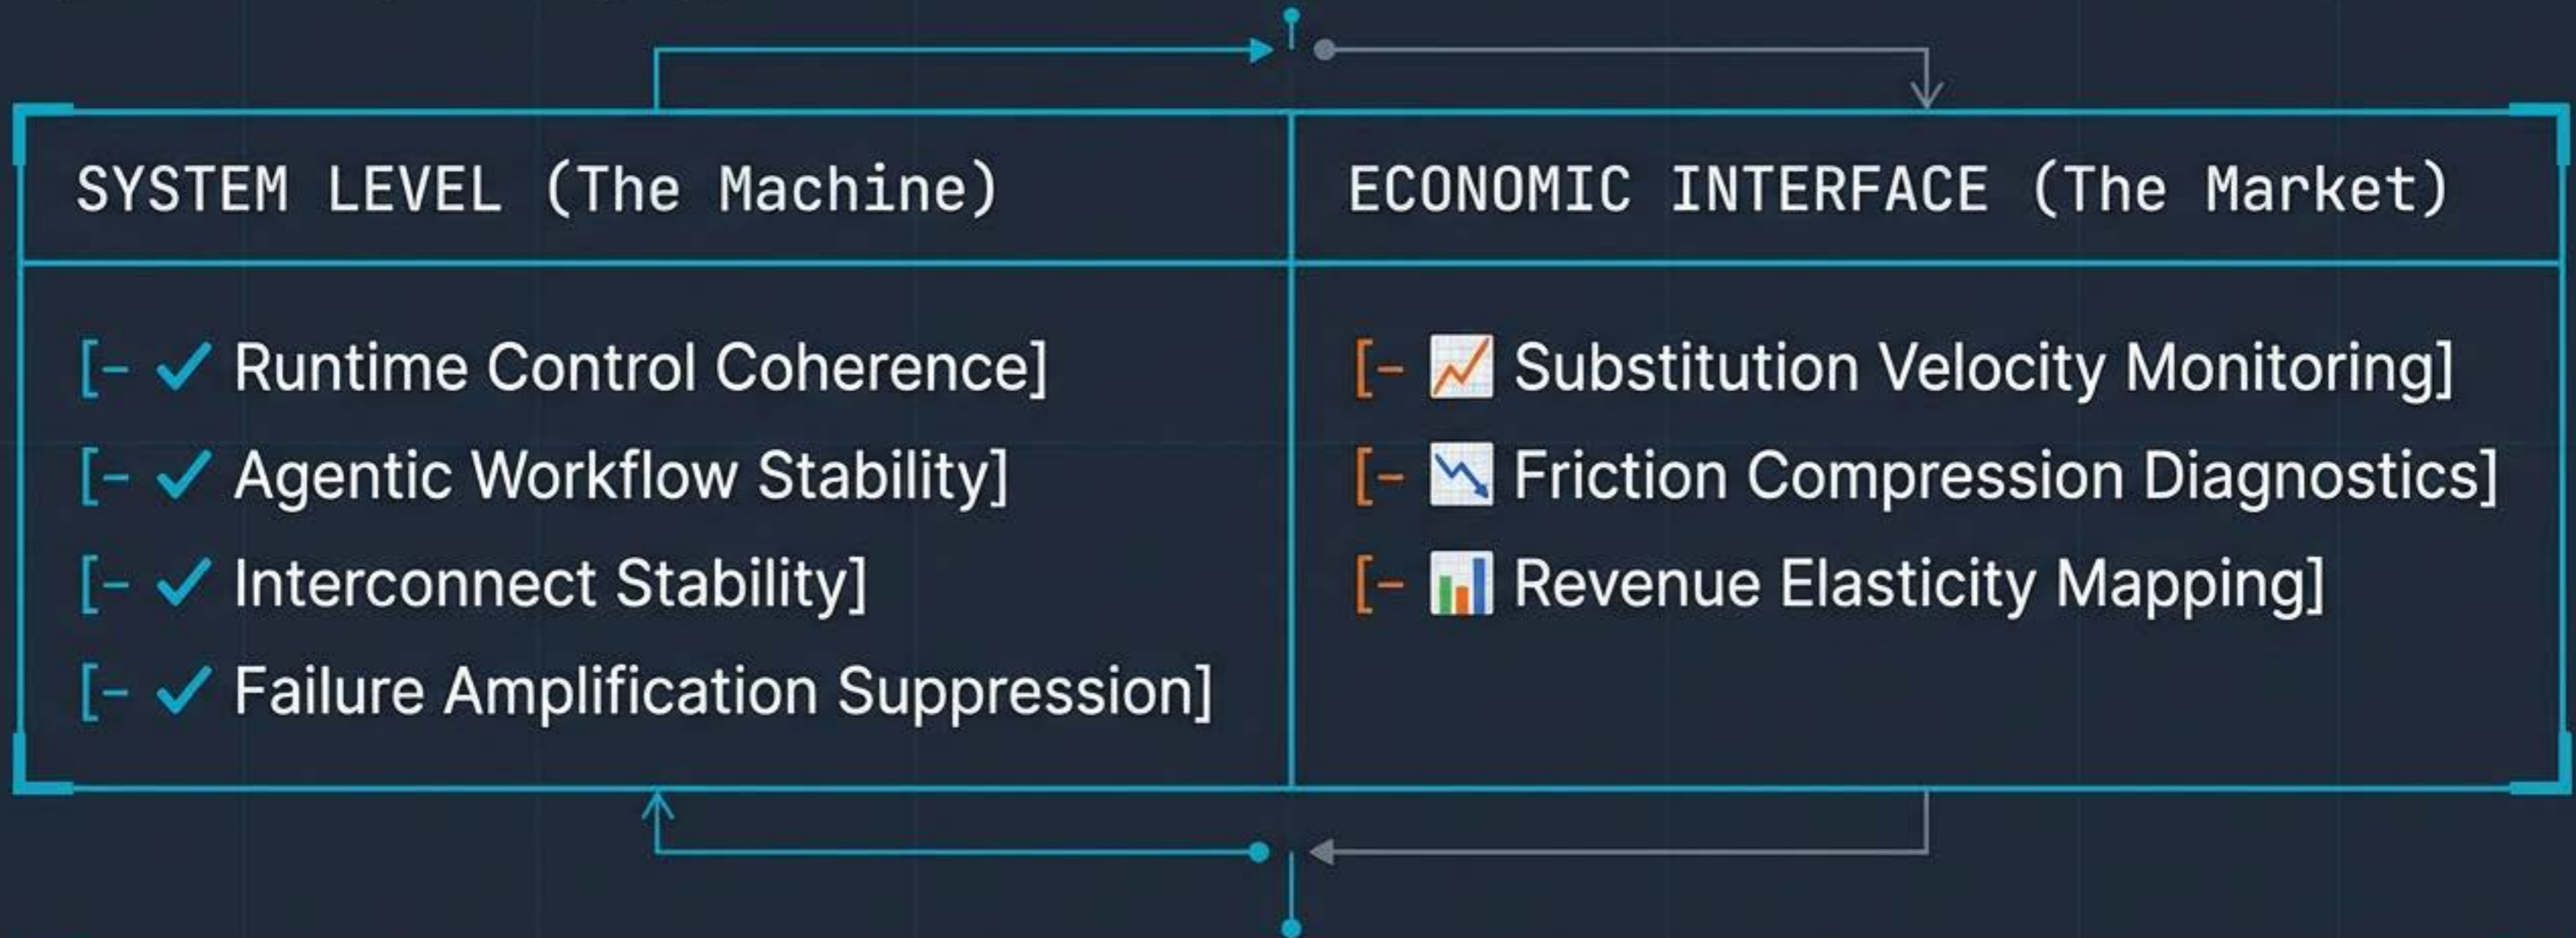 SYSTEM LEVEL (The Machine)
[- ✓ Runtime Control Coherence]
[- ✓ Agentic Workflow Stability]
[- ✓ Interconnect Stability]
[- ✓ Failure Amplification Suppression]
ECONOMIC INTERFACE (The Market)
[- 📈 Substitution Velocity Monitoring]
[- 📉 Friction Compression Diagnostics]
[- 📊 Revenue Elasticity Mapping]